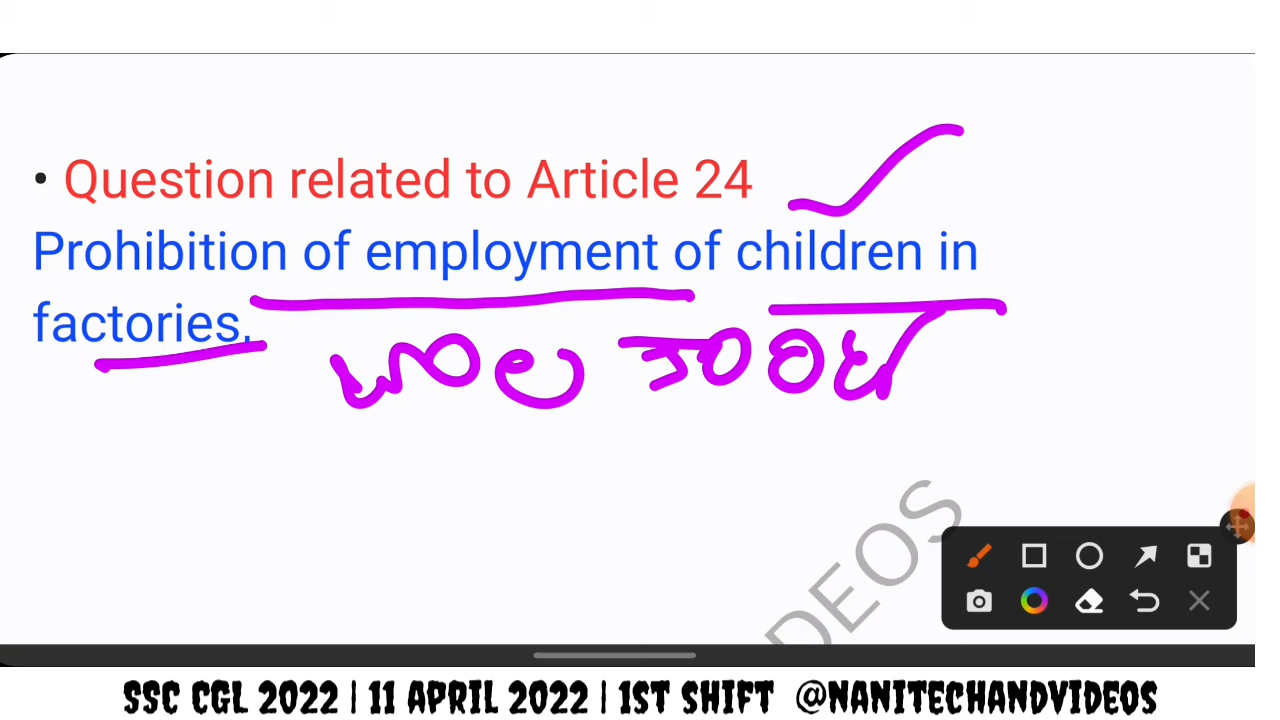 • Question related to Article 24
Prohibition of employment of children in
factories.
DEOS
SSC CGL 2022 | 11 APRIL 2022 | 1ST SHIFT @NANITECHANDVIDEOS